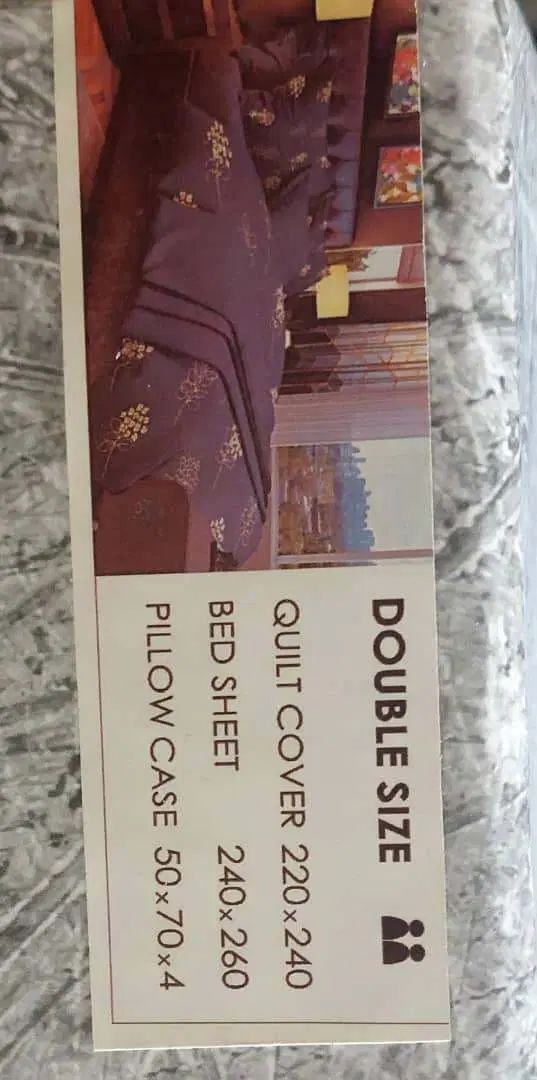 DOUBLE SIZE
QUILT COVER 220×240
BED SHEET 240×260
PILLOW CASE 50×70×4